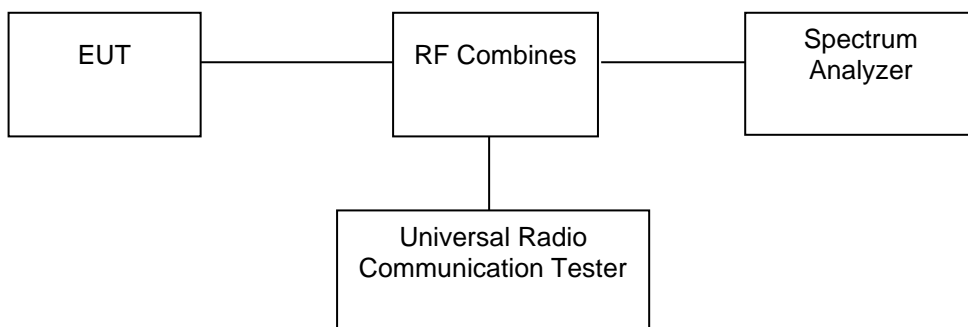 EUT
RF Combines
Spectrum
Analyzer
Universal Radio
Communication Tester